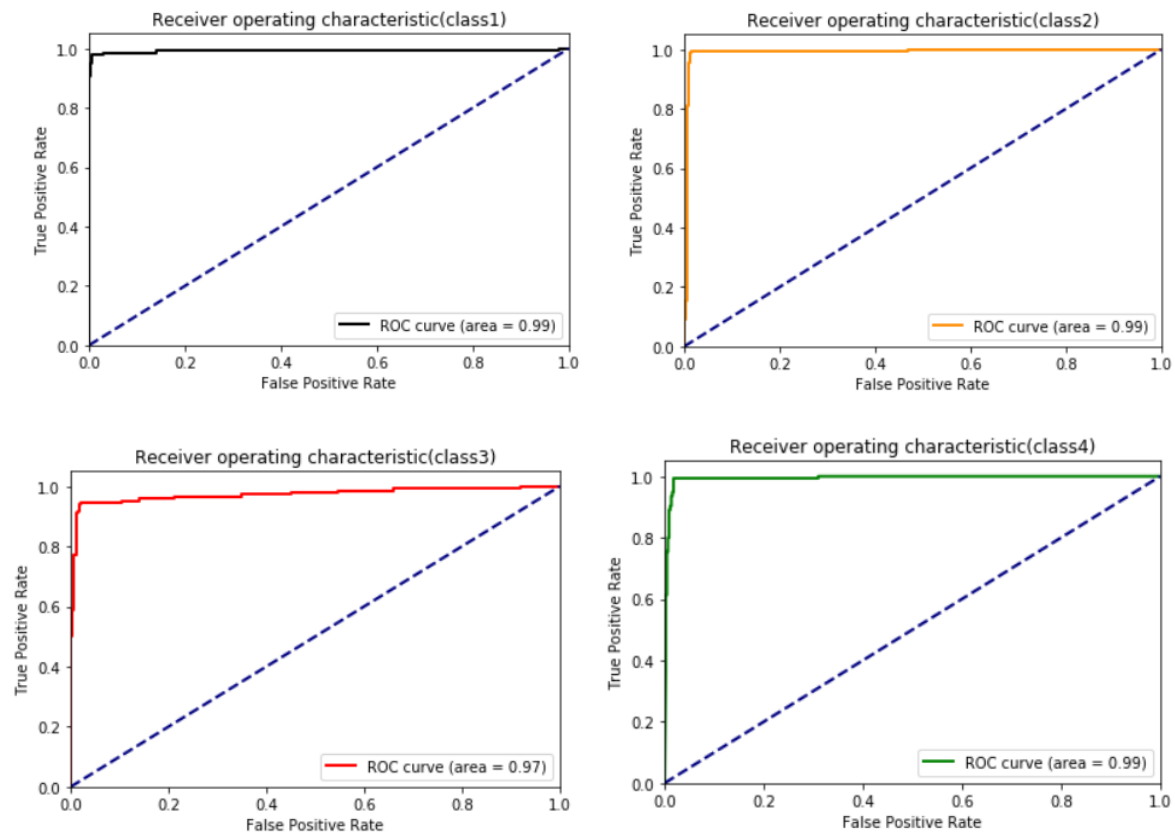 Receiver operating characteristic(class1)
1.0
0.8
0.6
0.4
0.2
0.0
True Positive Rate
ROC curve (area = 0.99)
0.0 0.2 0.4 0.6 0.8 1.0
False Positive Rate
Receiver operating characteristic(class2)
1.0
0.8
0.6
0.4
0.2
0.0
True Positive Rate
ROC curve (area = 0.99)
0.0 0.2 0.4 0.6 0.8 1.0
False Positive Rate
Receiver operating characteristic(class3)
1.0
0.8
0.6
0.4
0.2
0.0
True Positive Rate
ROC curve (area = 0.97)
0.0 0.2 0.4 0.6 0.8 1.0
False Positive Rate
Receiver operating characteristic(class4)
1.0
0.8
0.6
0.4
0.2
0.0
True Positive Rate
ROC curve (area = 0.99)
0.0 0.2 0.4 0.6 0.8 1.0
False Positive Rate